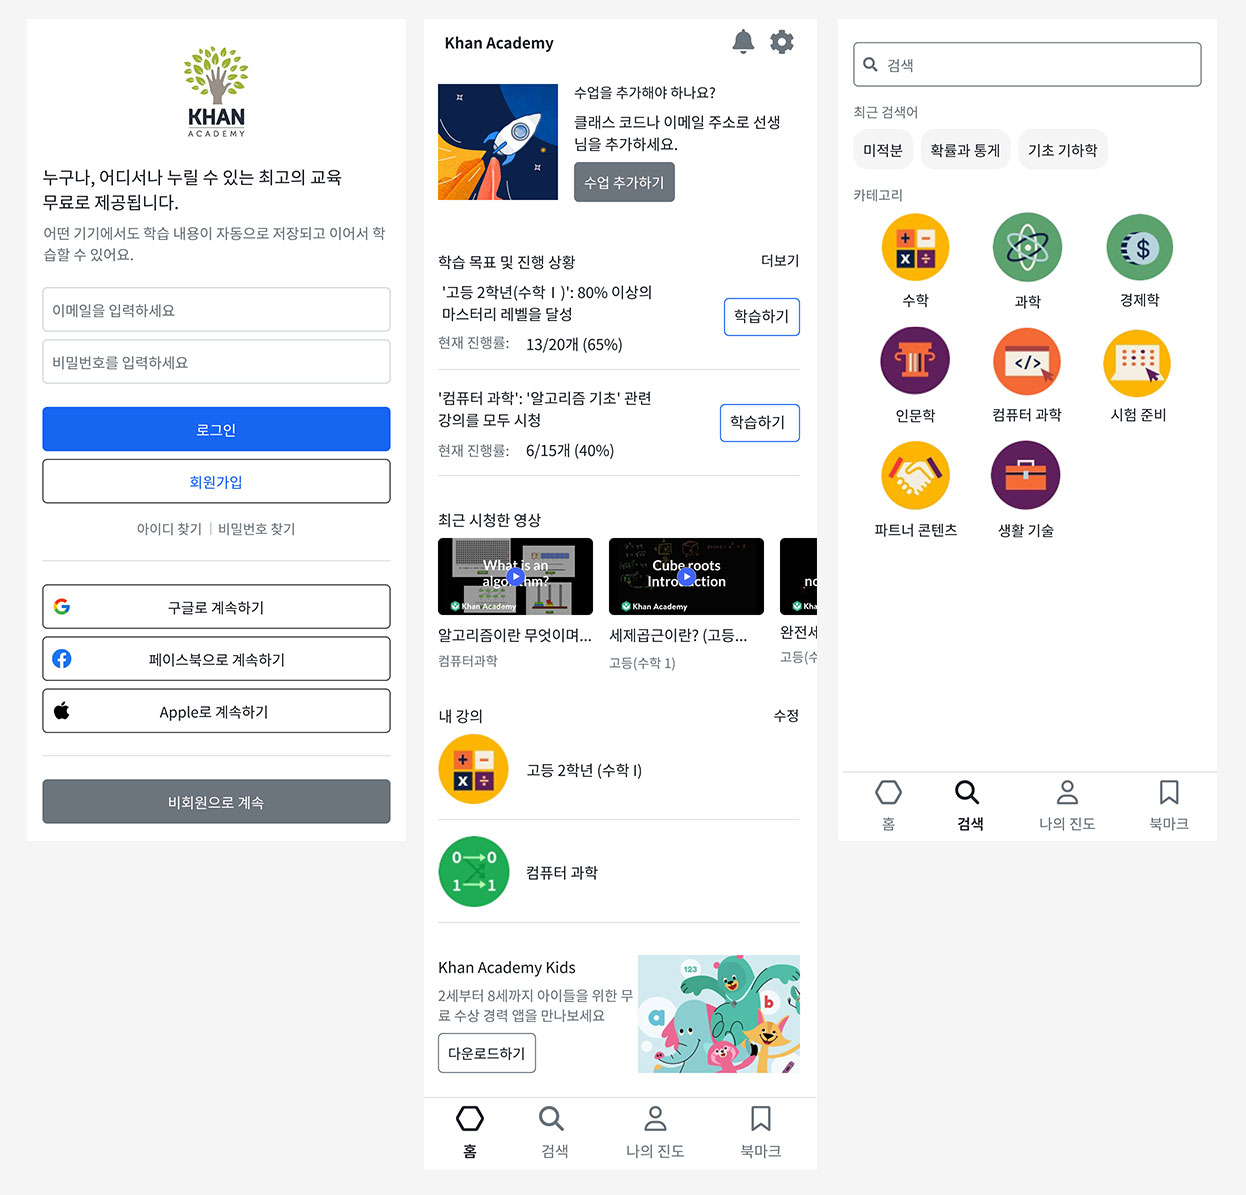 KHAN
ACADEMY
누구나, 어디서나 누릴 수 있는 최고의 교육
무료로 제공됩니다.
어떤 기기에서도 학습 내용이 자동으로 저장되고 이어서 학
습할 수 있어요.
이메일을 입력하세요
비밀번호를 입력하세요
로그인
회원가입
아이디 찾기 | 비밀번호 찾기
구글로 계속하기
페이스북으로 계속하기
Apple로 계속하기
비회원으로 계속
Khan Academy
수업을 추가해야 하나요?
클래스 코드나 이메일 주소로 선생
님을 추가하세요.
수업 추가하기
학습 목표 및 진행 상황
더보기
'고등 2학년(수학 I)': 80% 이상의
마스터리 레벨을 달성
학습하기
현재 진행률: 13/20개 (65%)
'컴퓨터 과학': '알고리즘 기초' 관련
강의를 모두 시청
학습하기
현재 진행률: 6/15개 (40%)
최근 시청한 영상
What is an
algorithm?
Khan Academy
Cube roots
Introduction
Khan Academy
no
Kha
알고리즘이란 무엇이며...
컴퓨터과학
세제곱근이란? (고등...
고등(수학 1)
완전세
고등(수
내 강의
수정
고등 2학년 (수학 I)
0→0
1→1
컴퓨터 과학
Khan Academy Kids
2세부터 8세까지 아이들을 위한 무
료 수상 경력 앱을 만나보세요
다운로드하기
123
a
b
홈
검색
나의 진도
북마크
검색
최근 검색어
미적분
확률과 통계
기초 기하학
카테고리
수학
과학
경제학
인문학
컴퓨터 과학
시험 준비
파트너 콘텐츠
생활 기술
홈
검색
나의 진도
북마크